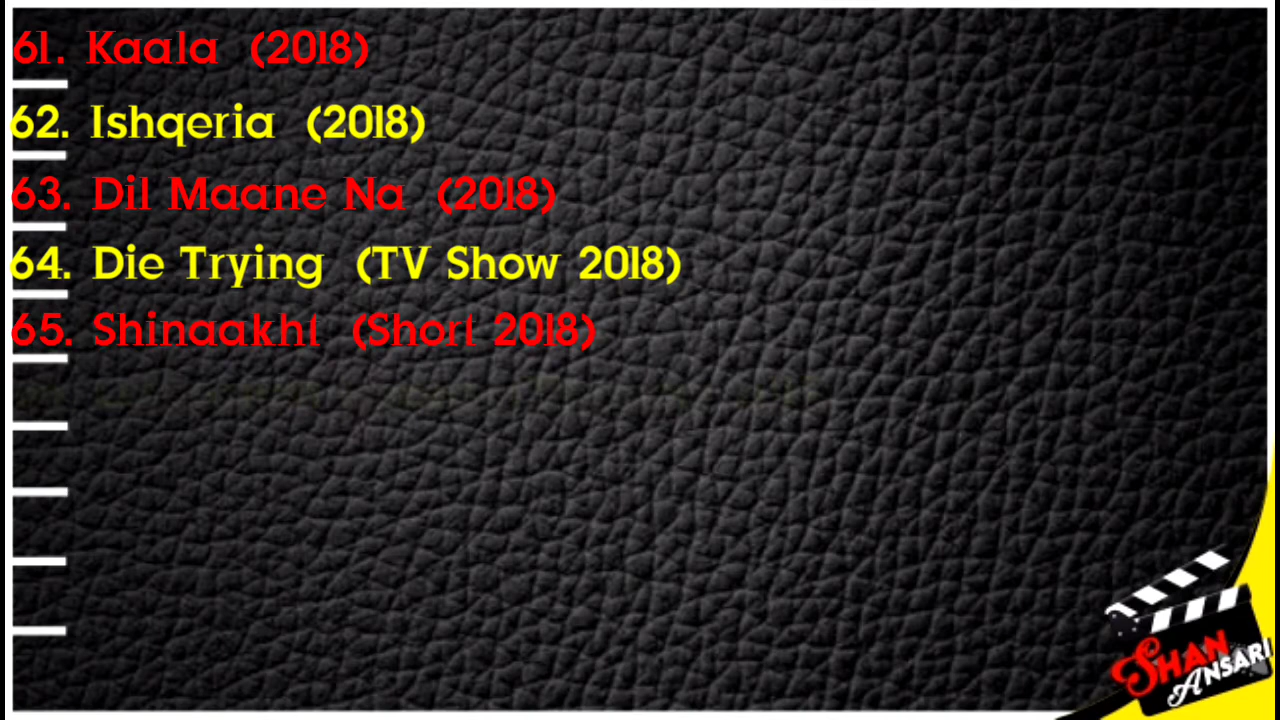 61. Kaala (2018)
62. Ishqeria (2018)
63. Dil Maane Na (2018)
64. Die Trying (TV Show 2018)
65. Shinaakht (Short 2018)
SHAN
ANSARI